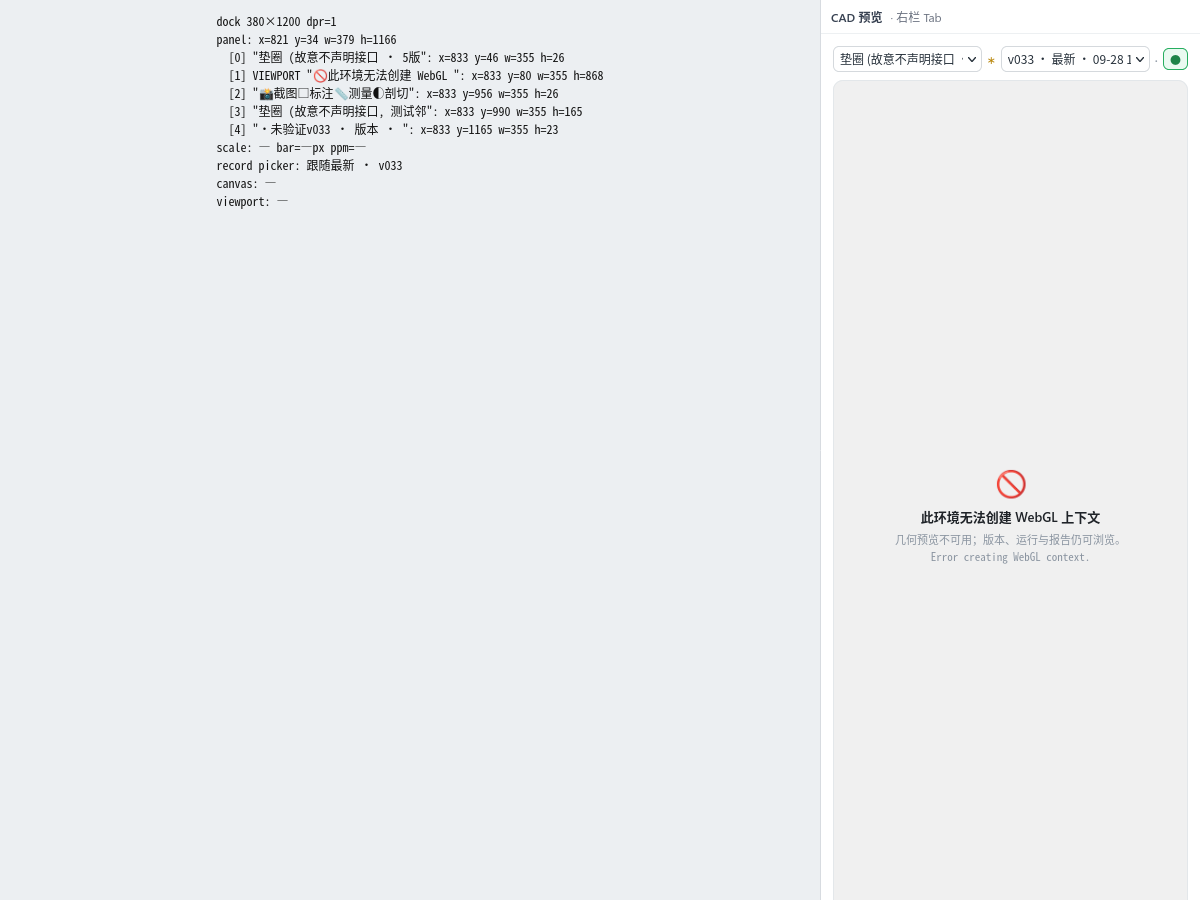 dock 380×1200 dpr=1
panel: x=821 y=34 w=379 h=1166
[0] "垫圈 (故意不声明接口 · 5版": x=833 y=46 w=355 h=26
[1] VIEWPORT "🚫此环境无法创建 WebGL ": x=833 y=80 w=355 h=868
[2] "📸截图□标注📏测量◐剖切": x=833 y=956 w=355 h=26
[3] "垫圈 (故意不声明接口, 测试邻": x=833 y=990 w=355 h=165
[4] "·未验证v033 · 版本 · ": x=833 y=1165 w=355 h=23
scale: — bar=—px ppm=—
record picker: 跟随最新 · v033
canvas: —
viewport: —
CAD 预览 · 右栏 Tab
垫圈 (故意不声明接口 * v033 · 最新 · 09-28 1 ·
此环境无法创建 WebGL 上下文
几何预览不可用；版本、运行与报告仍可浏览。
Error creating WebGL context.